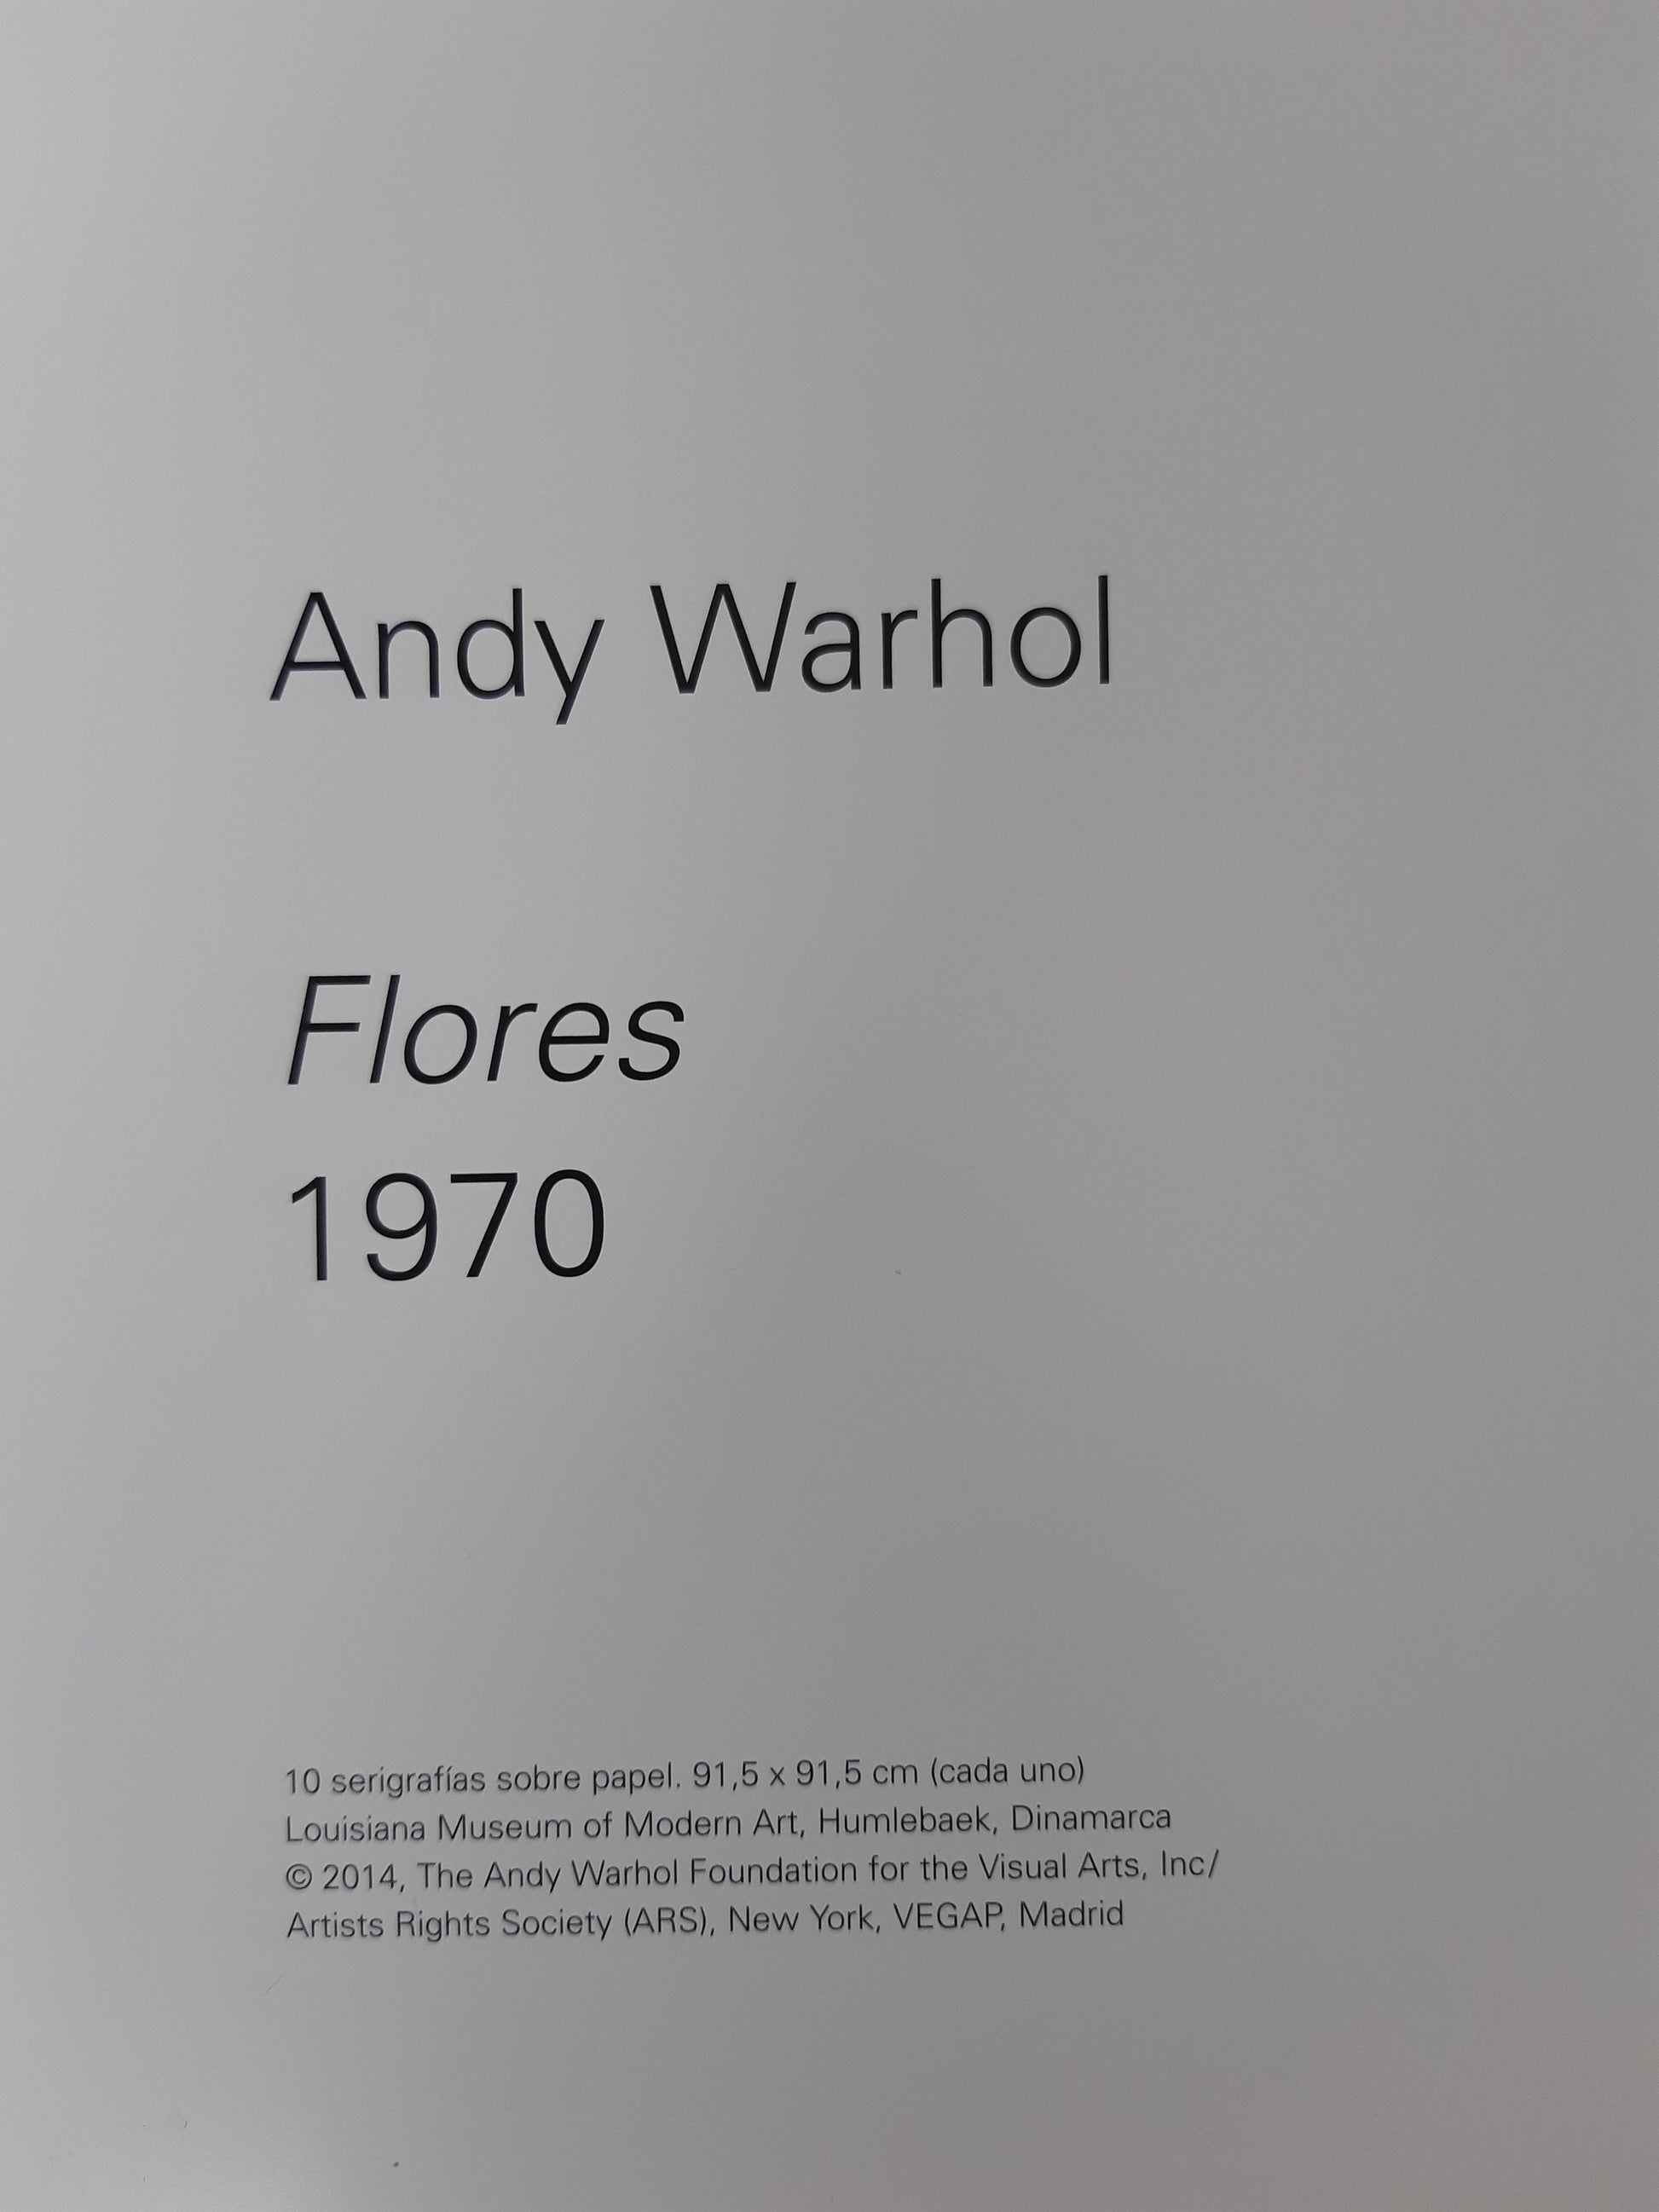 Andy Warhol
Flores
1970
10 serigrafías sobre papel. 91,5 x 91,5 cm (cada uno)
Louisiana Museum of Modern Art, Humlebaek, Dinamarca
© 2014, The Andy Warhol Foundation for the Visual Arts, Inc/
Artists Rights Society (ARS), New York, VEGAP, Madrid